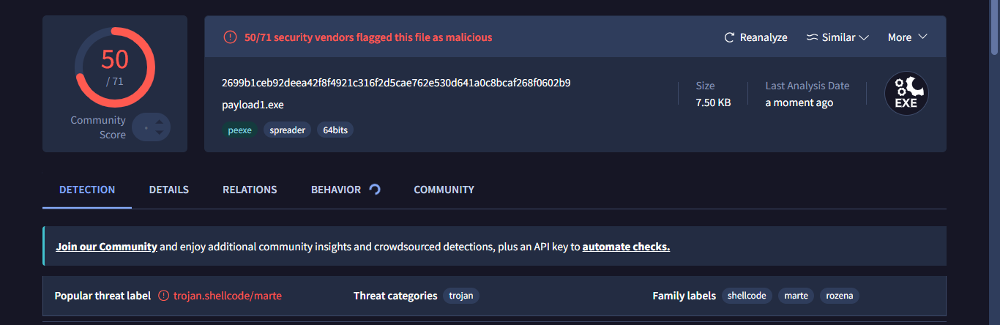 50/71 security vendors flagged this file as malicious
Reanalyze
Similar
More
50
/ 71
Community
Score
2699b1ceb92deea42f8f4921c316f2d5cae762e530d641a0c8bcaf268f0602b9
payload1.exe
peexe
spreader
64bits
Size
7.50 KB
Last Analysis Date
a moment ago
EXE
DETECTION
DETAILS
RELATIONS
BEHAVIOR
COMMUNITY
Join our Community and enjoy additional community insights and crowdsourced detections, plus an API key to automate checks.
Popular threat label
trojan.shellcode/marte
Threat categories
trojan
Family labels
shellcode
marte
rozena